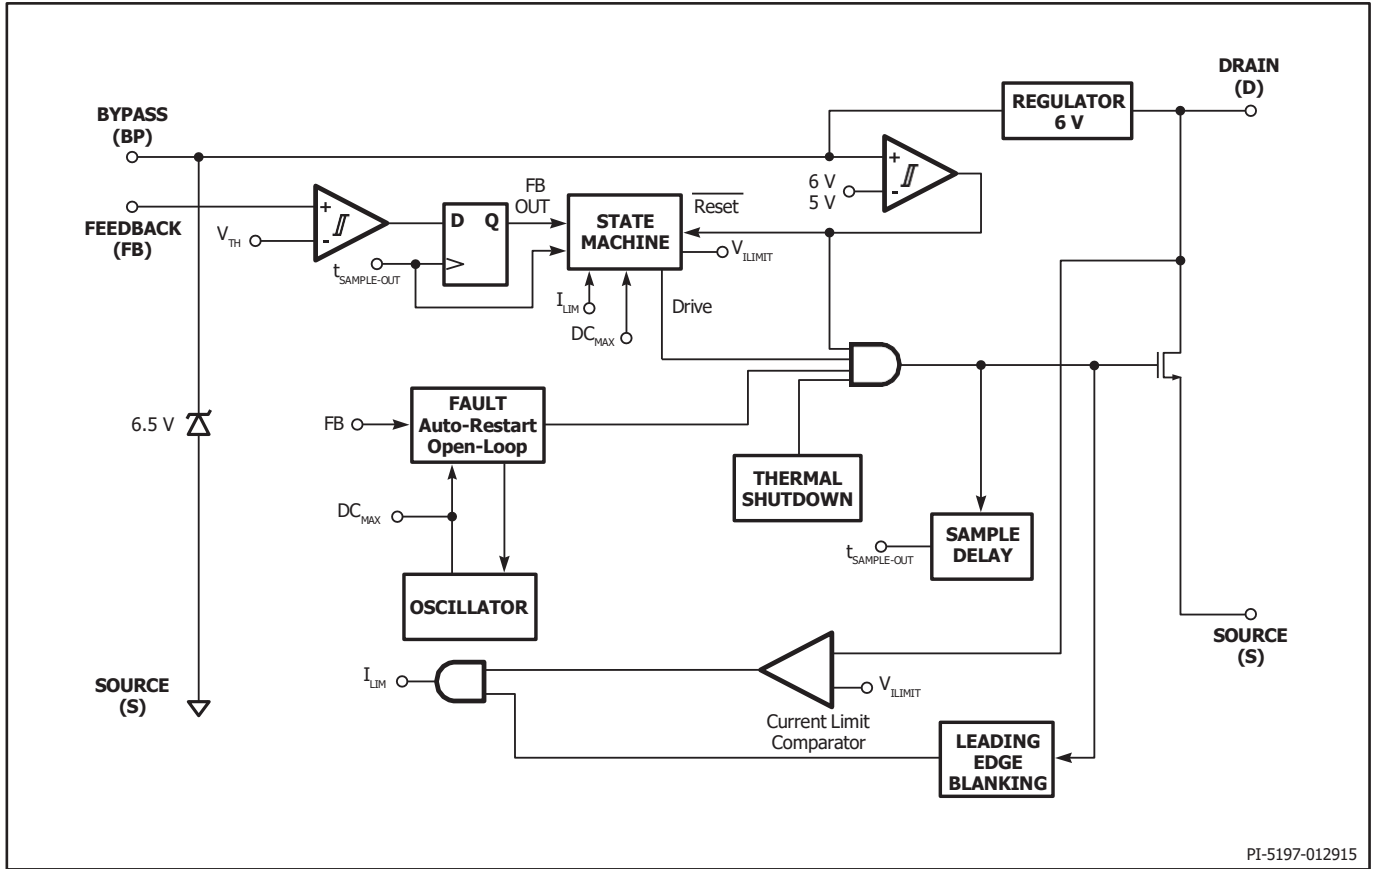 DRAIN
(D)
REGULATOR
6 V
BYPASS
(BP)
+
6 V
5 V
-
FB
OUT
Reset
FEEDBACK
(FB)
+
-
V_TH
D Q
STATE
MACHINE
V_ILIMIT
t_SAMPLE-OUT
I_LIM
DC_MAX
Drive
6.5 V
FB
FAULT
Auto-Restart
Open-Loop
THERMAL
SHUTDOWN
DC_MAX
SAMPLE
DELAY
t_SAMPLE-OUT
OSCILLATOR
SOURCE
(S)
SOURCE
(S)
I_LIM
V_ILIMIT
Current Limit
Comparator
LEADING
EDGE
BLANKING
PI-5197-012915